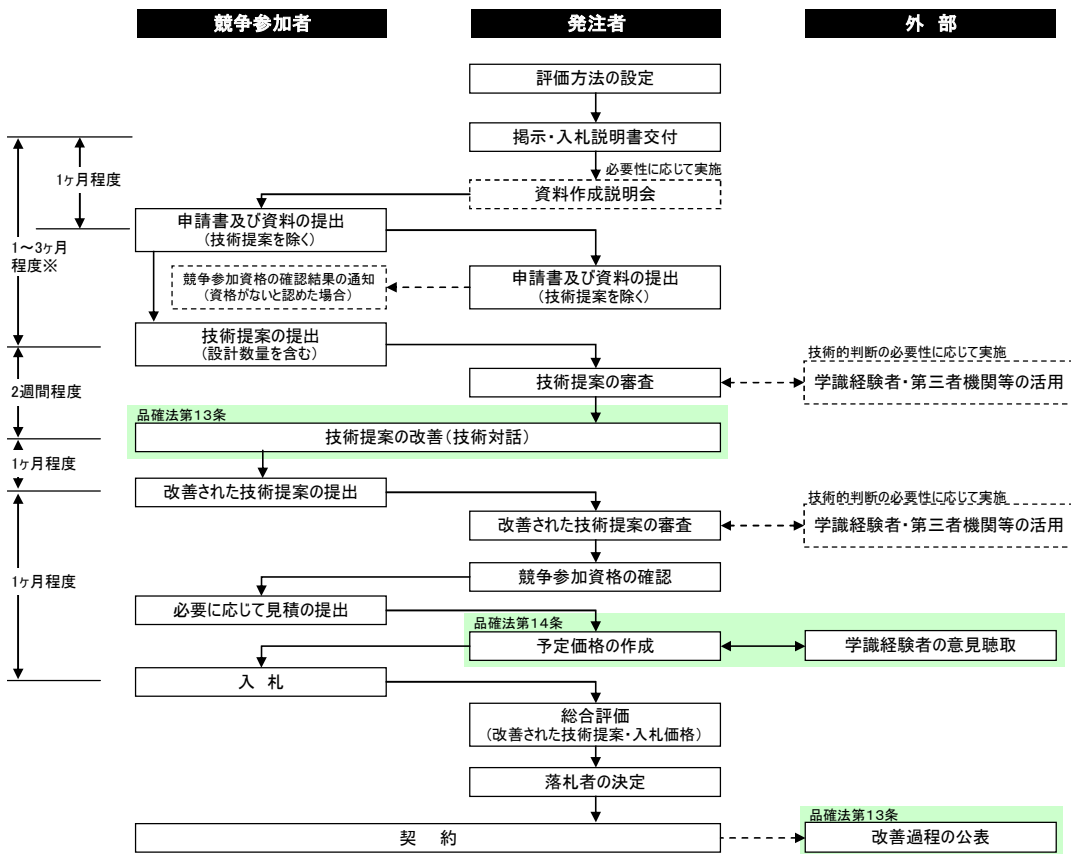 競争参加者
発注者
外 部
評価方法の設定
掲示・入札説明書交付
必要性に応じて実施
資料作成説明会
1ヶ月程度
申請書及び資料の提出
(技術提案を除く)
1～3ヶ月
程度※
競争参加資格の確認結果の通知
(資格がないと認めた場合)
申請書及び資料の提出
(技術提案を除く)
技術提案の提出
(設計数量を含む)
技術的判断の必要性に応じて実施
技術提案の審査
学識経験者・第三者機関等の活用
2週間程度
品確法第13条
技術提案の改善(技術対話)
1ヶ月程度
改善された技術提案の提出
技術的判断の必要性に応じて実施
改善された技術提案の審査
学識経験者・第三者機関等の活用
競争参加資格の確認
1ヶ月程度
必要に応じて見積の提出
品確法第14条
予定価格の作成
学識経験者の意見聴取
入 札
総合評価
(改善された技術提案・入札価格)
落札者の決定
品確法第13条
契 約
改善過程の公表